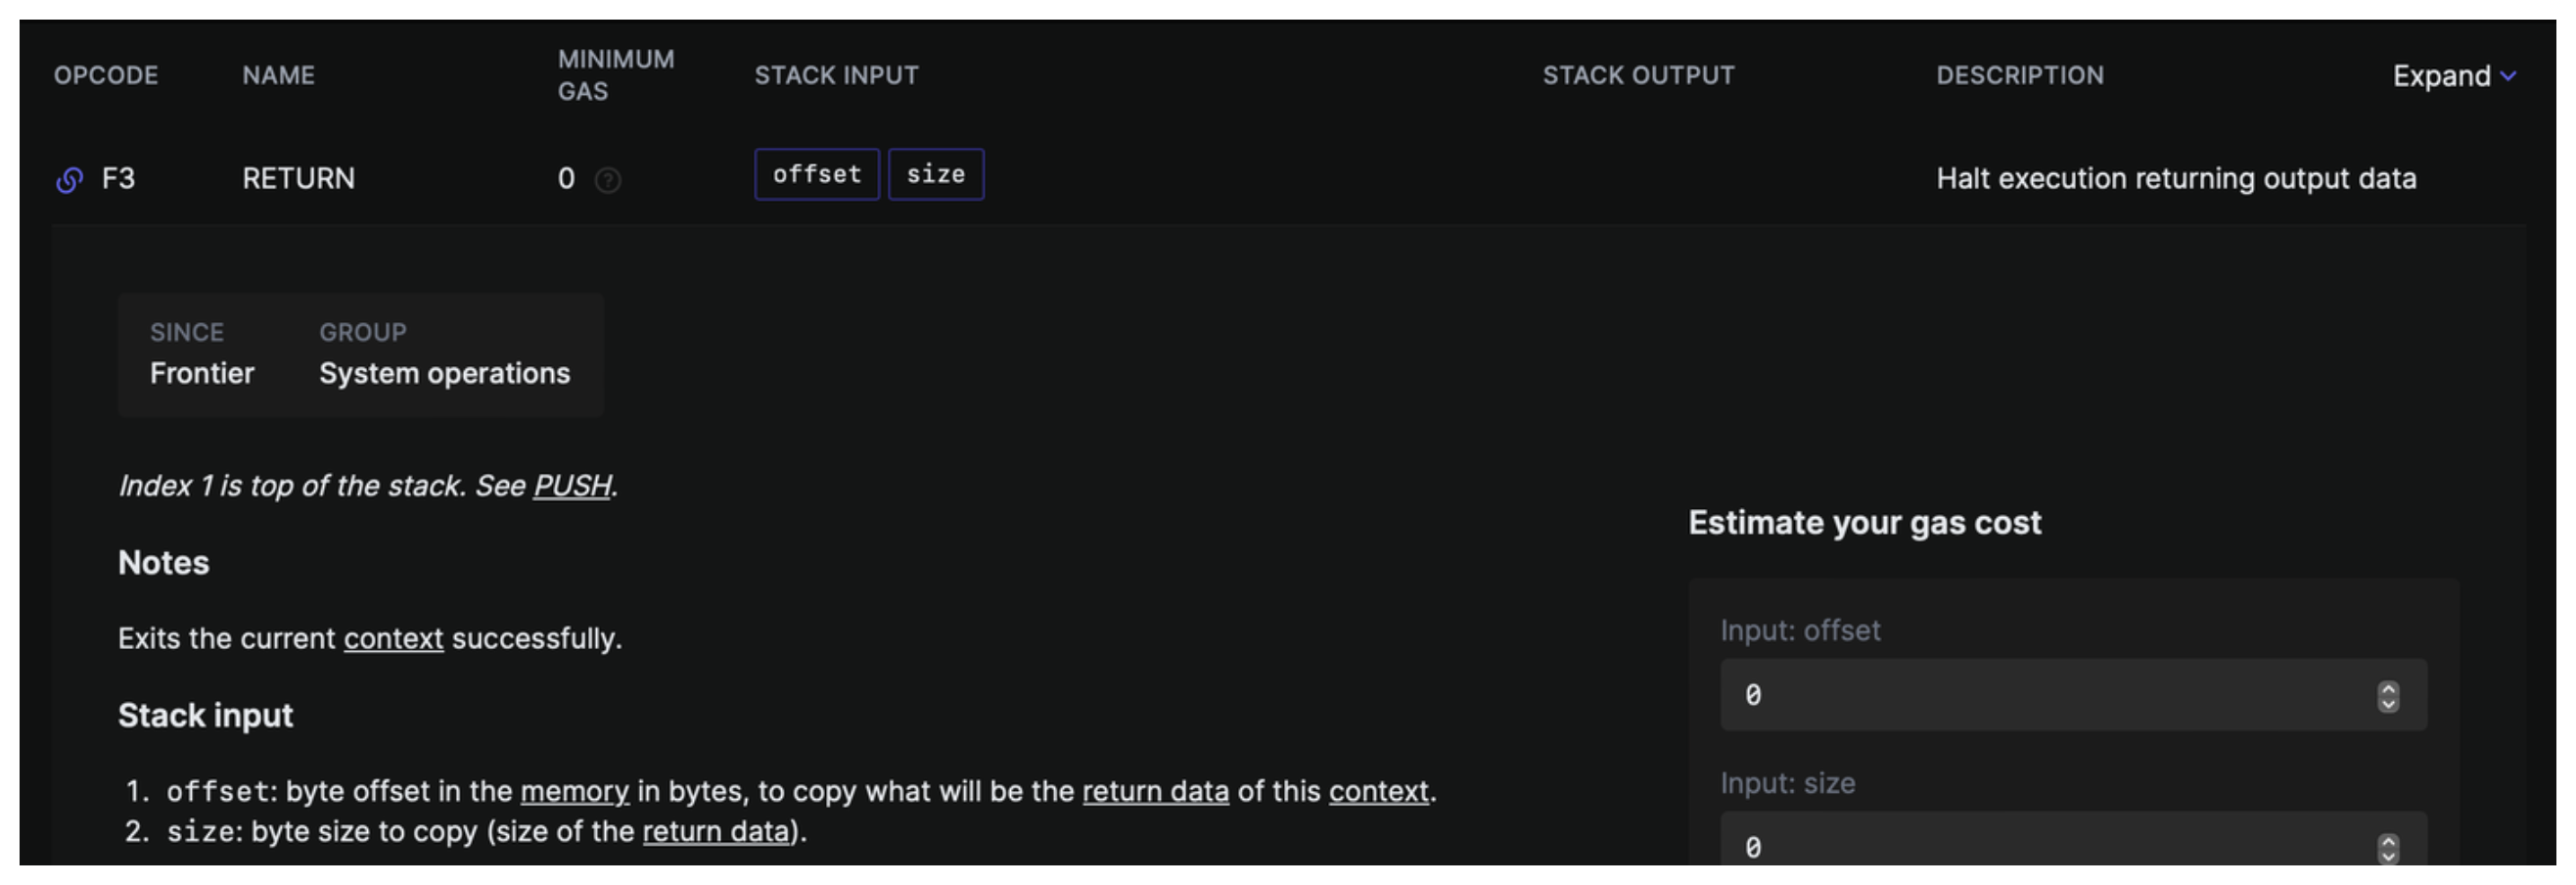 OPCODE NAME MINIMUM GAS STACK INPUT STACK OUTPUT DESCRIPTION Expand
F3 RETURN 0 ? offset size Halt execution returning output data
SINCE GROUP
Frontier System operations
Index 1 is top of the stack. See PUSH.
Notes
Exits the current context successfully.
Stack input
1. offset: byte offset in the memory in bytes, to copy what will be the return data of this context.
2. size: byte size to copy (size of the return data).
Estimate your gas cost
Input: offset
0
Input: size
0